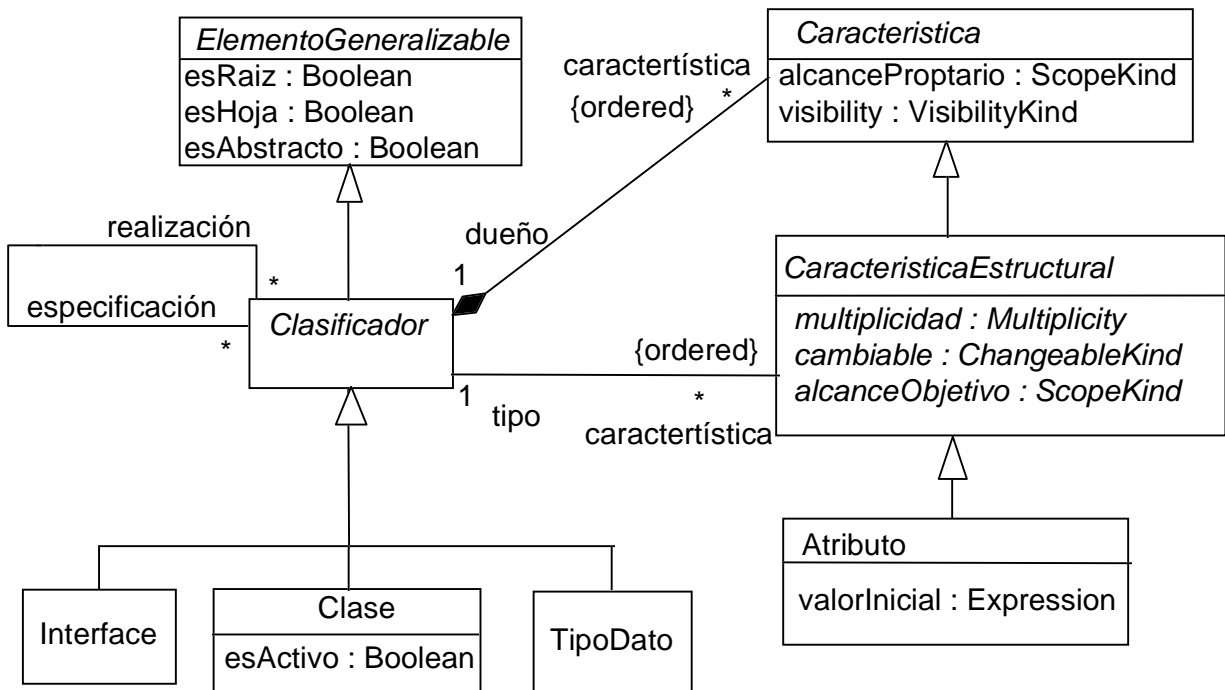 ElementoGeneralizable
esRaiz : Boolean
esHoja : Boolean
esAbstracto : Boolean
Caracteristica
alcanceProptario : ScopeKind
visibility : VisibilityKind
caractertística
*
{ordered}
realización
*
especificación
*
dueño
1
Clasificador
CaracteristicaEstructural
multiplicidad : Multiplicity
cambiable : ChangeableKind
alcanceObjetivo : ScopeKind
{ordered}
1
tipo
*
caractertística
Atributo
valorInicial : Expression
Interface
Clase
esActivo : Boolean
TipoDato